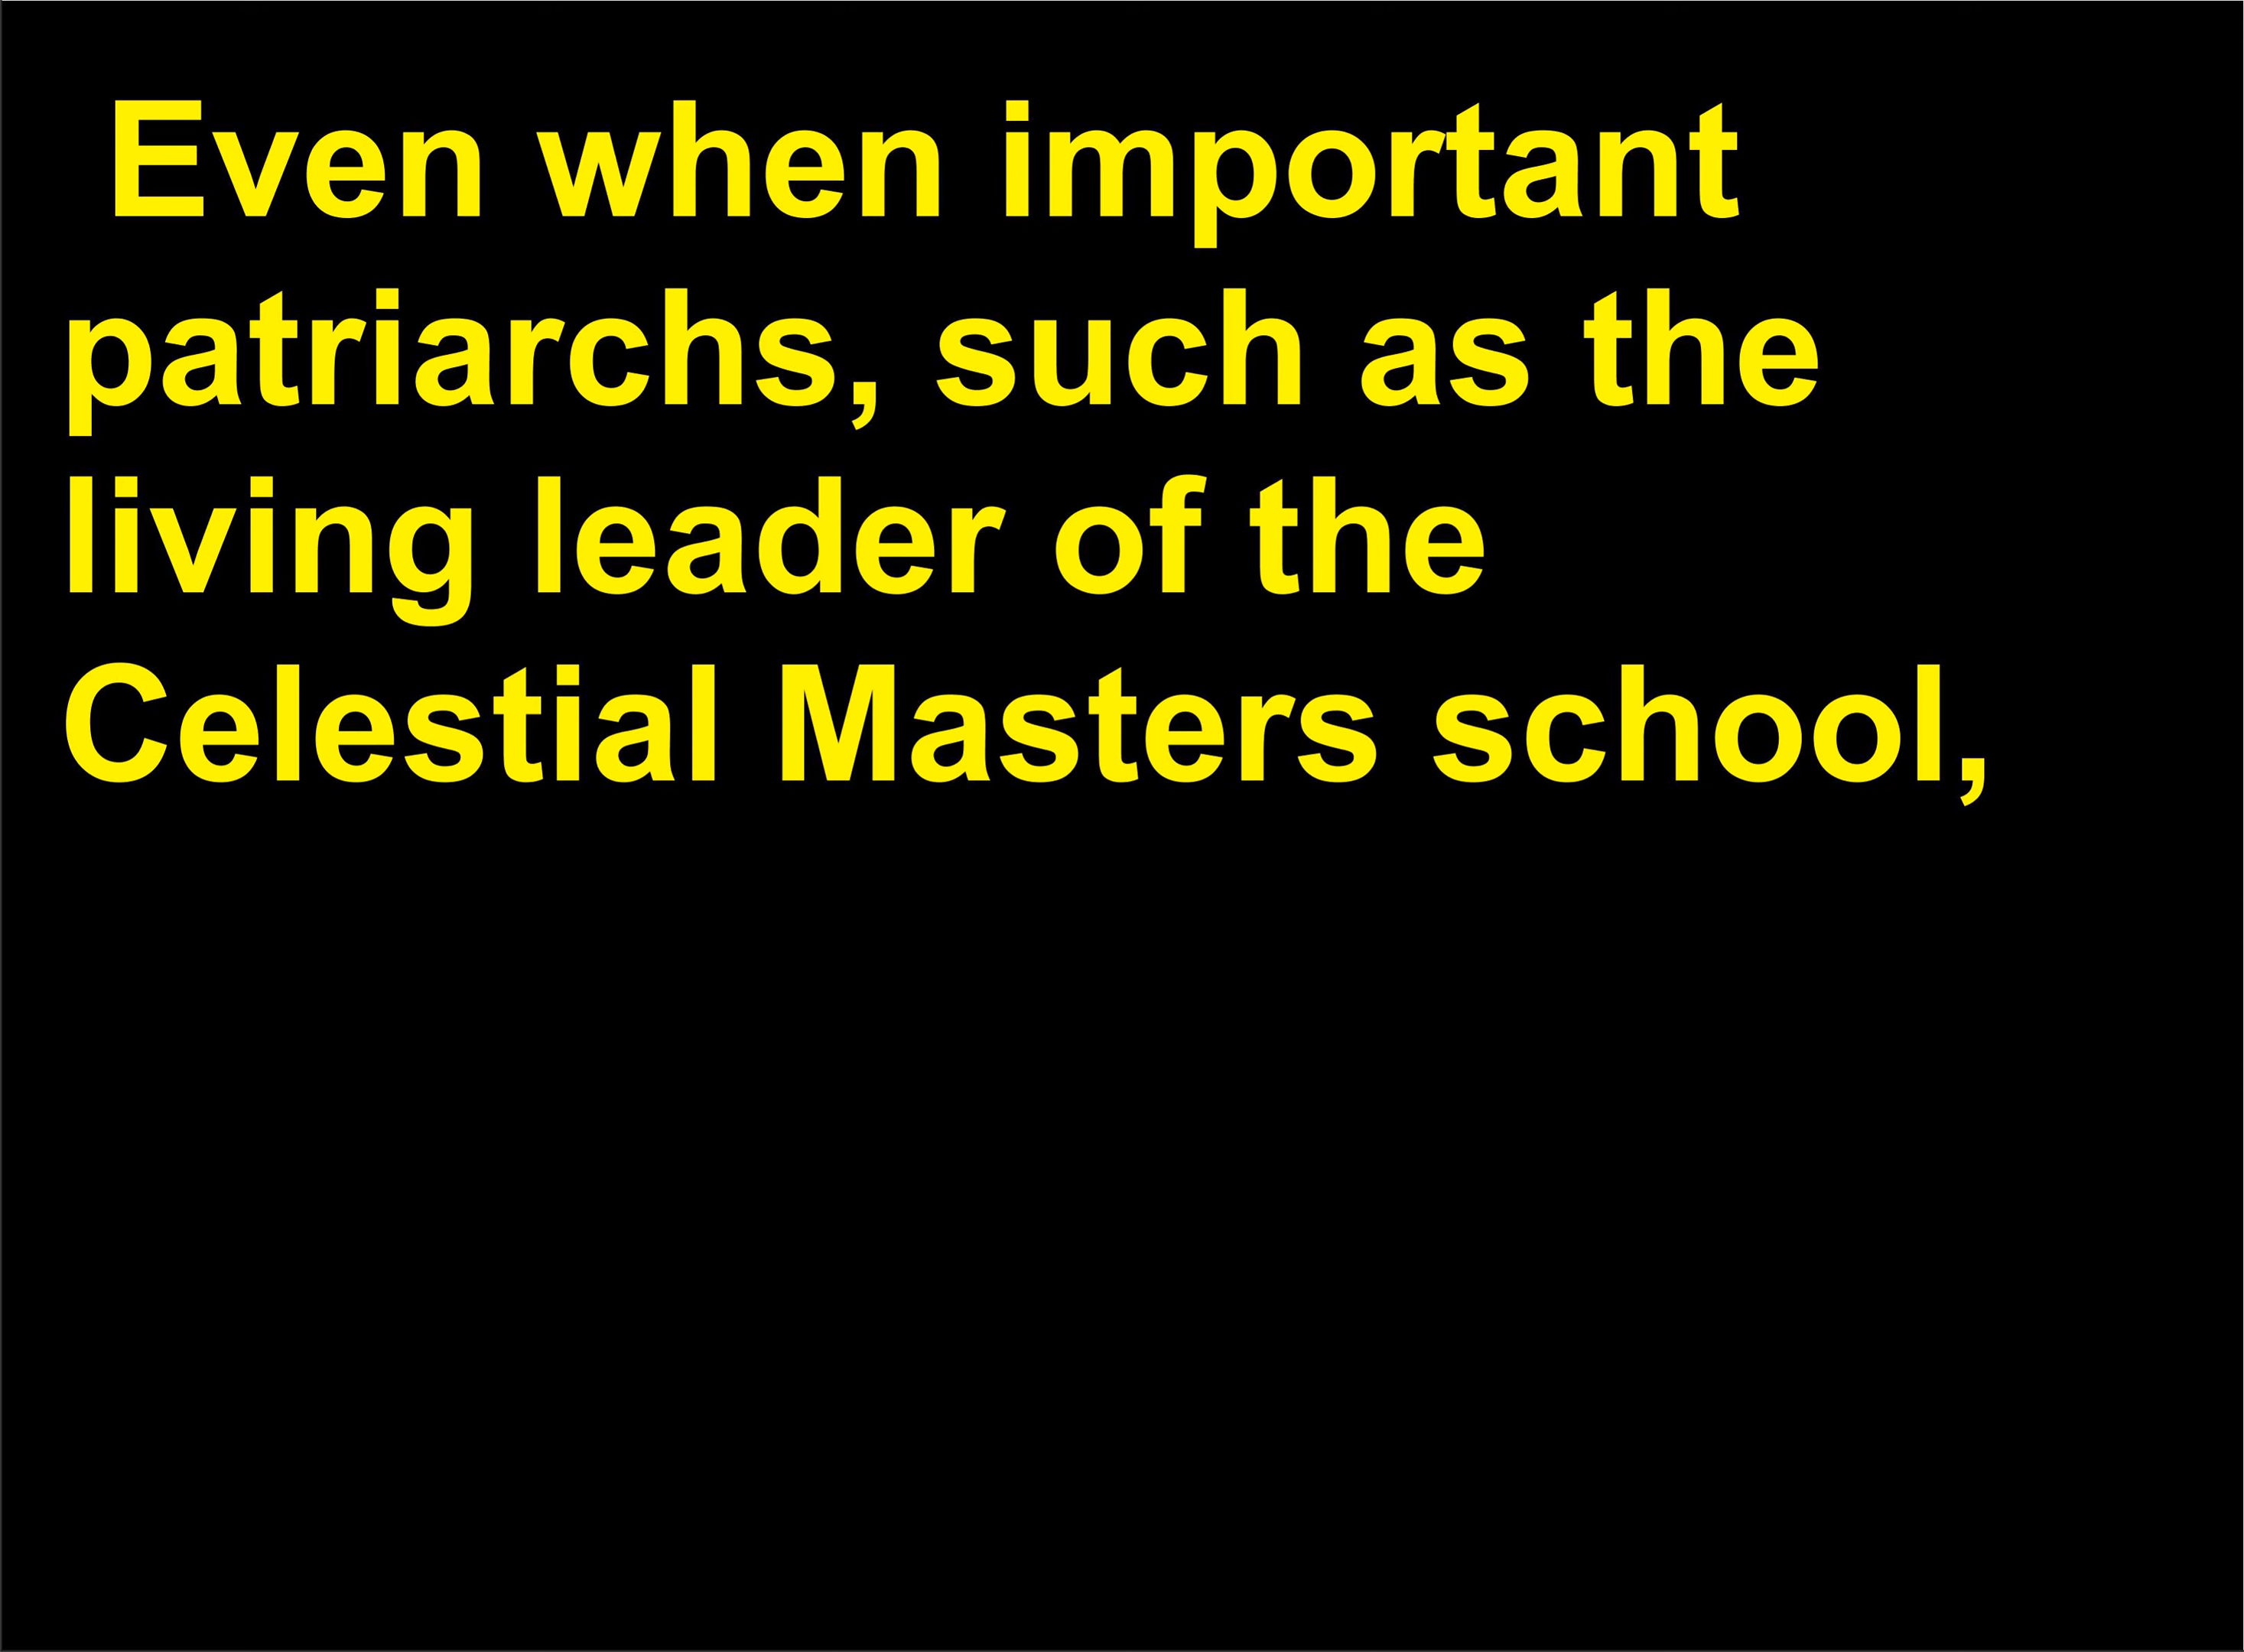 Even when important
patriarchs, such as the
living leader of the
Celestial Masters school,